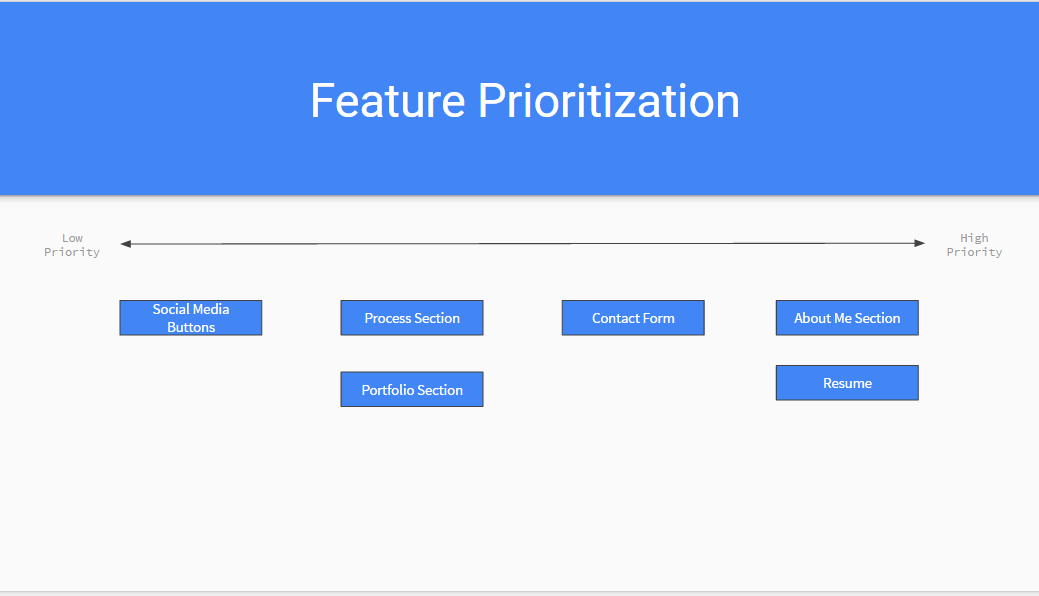 Feature Prioritization
Low
Priority
High
Priority
Social Media
Buttons
Process Section
Contact Form
About Me Section
Portfolio Section
Resume